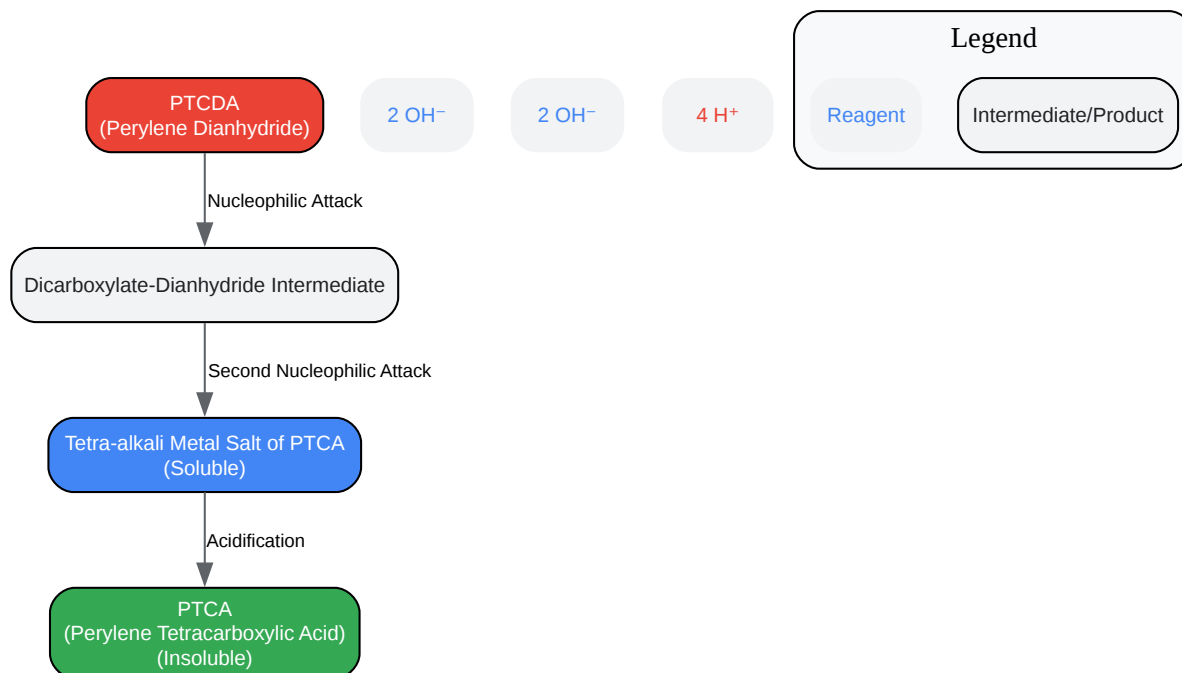 Legend
PTCDA
(Perylene Dianhydride)
2 OH⁻
2 OH⁻
4 H⁺
Reagent
Intermediate/Product
Nucleophilic Attack
Dicarboxylate-Dianhydride Intermediate
Second Nucleophilic Attack
Tetra-alkali Metal Salt of PTCA
(Soluble)
Acidification
PTCA
(Perylene Tetracarboxylic Acid)
(Insoluble)